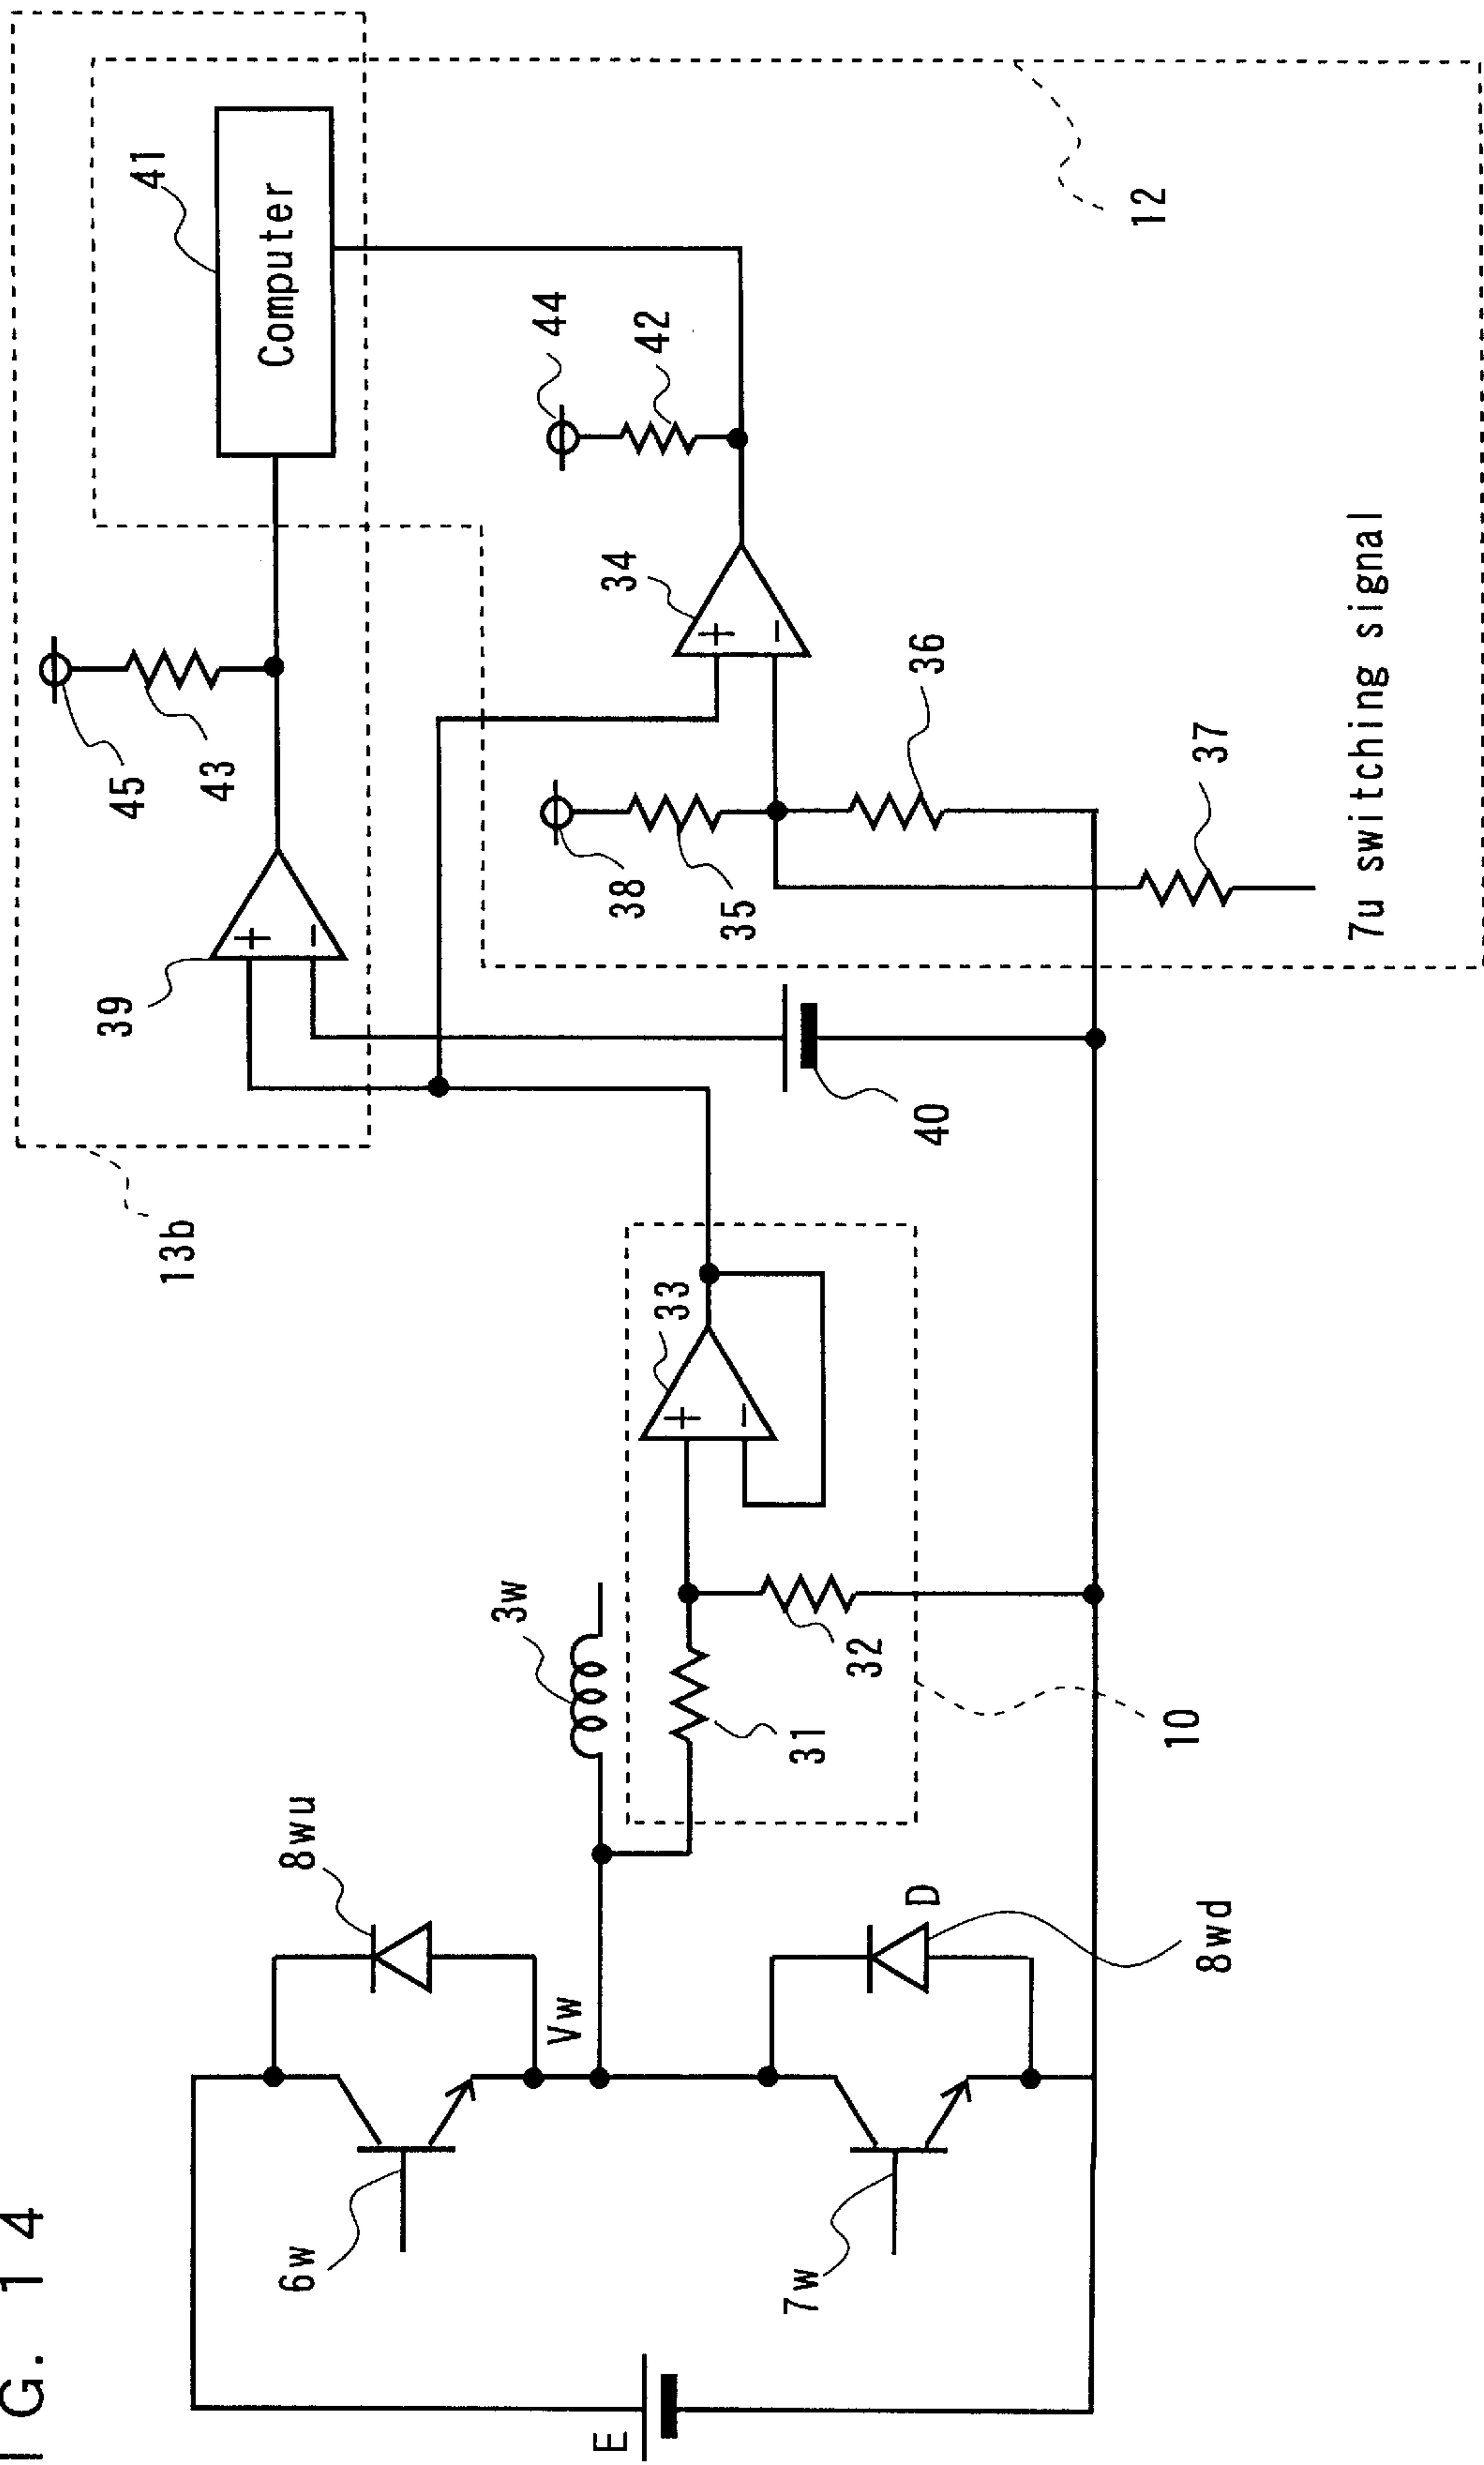 IG. 14
E
6w
7w
8wu
Vw
D
8wd
3w
31
32
33
10
13b
39
40
45
43
38
35
36
37
34
44
42
41
Computer
12
7u switching signal